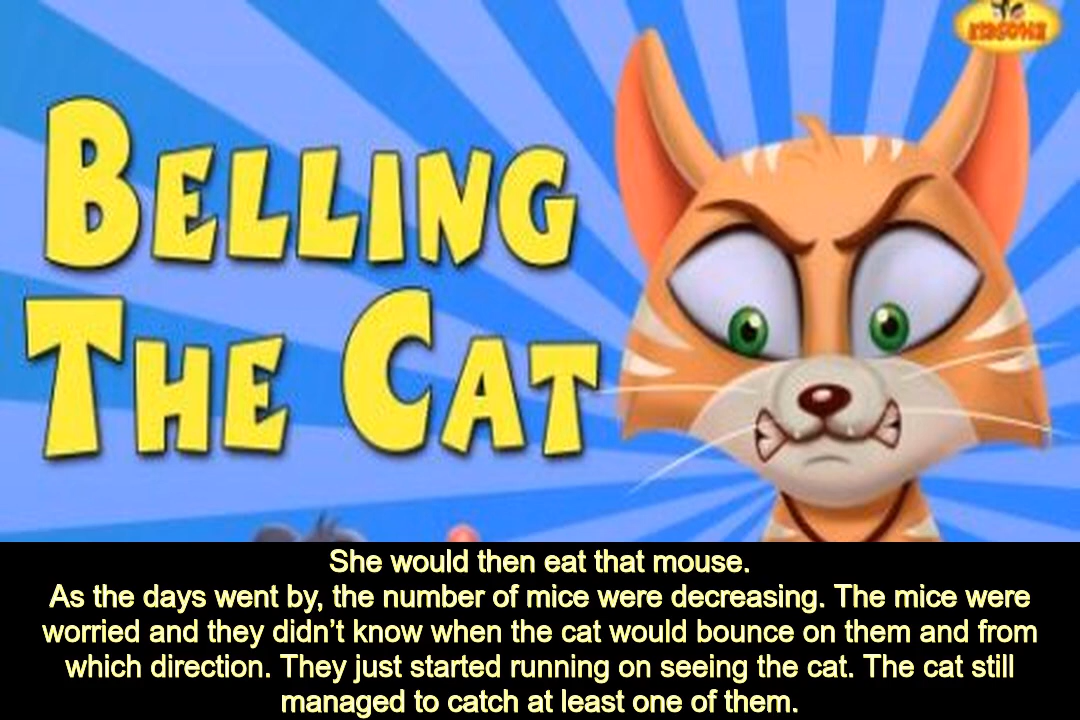 BELLING
THE CAT
She would then eat that mouse.
As the days went by, the number of mice were decreasing. The mice were
worried and they didn’t know when the cat would bounce on them and from
which direction. They just started running on seeing the cat. The cat still
managed to catch at least one of them.